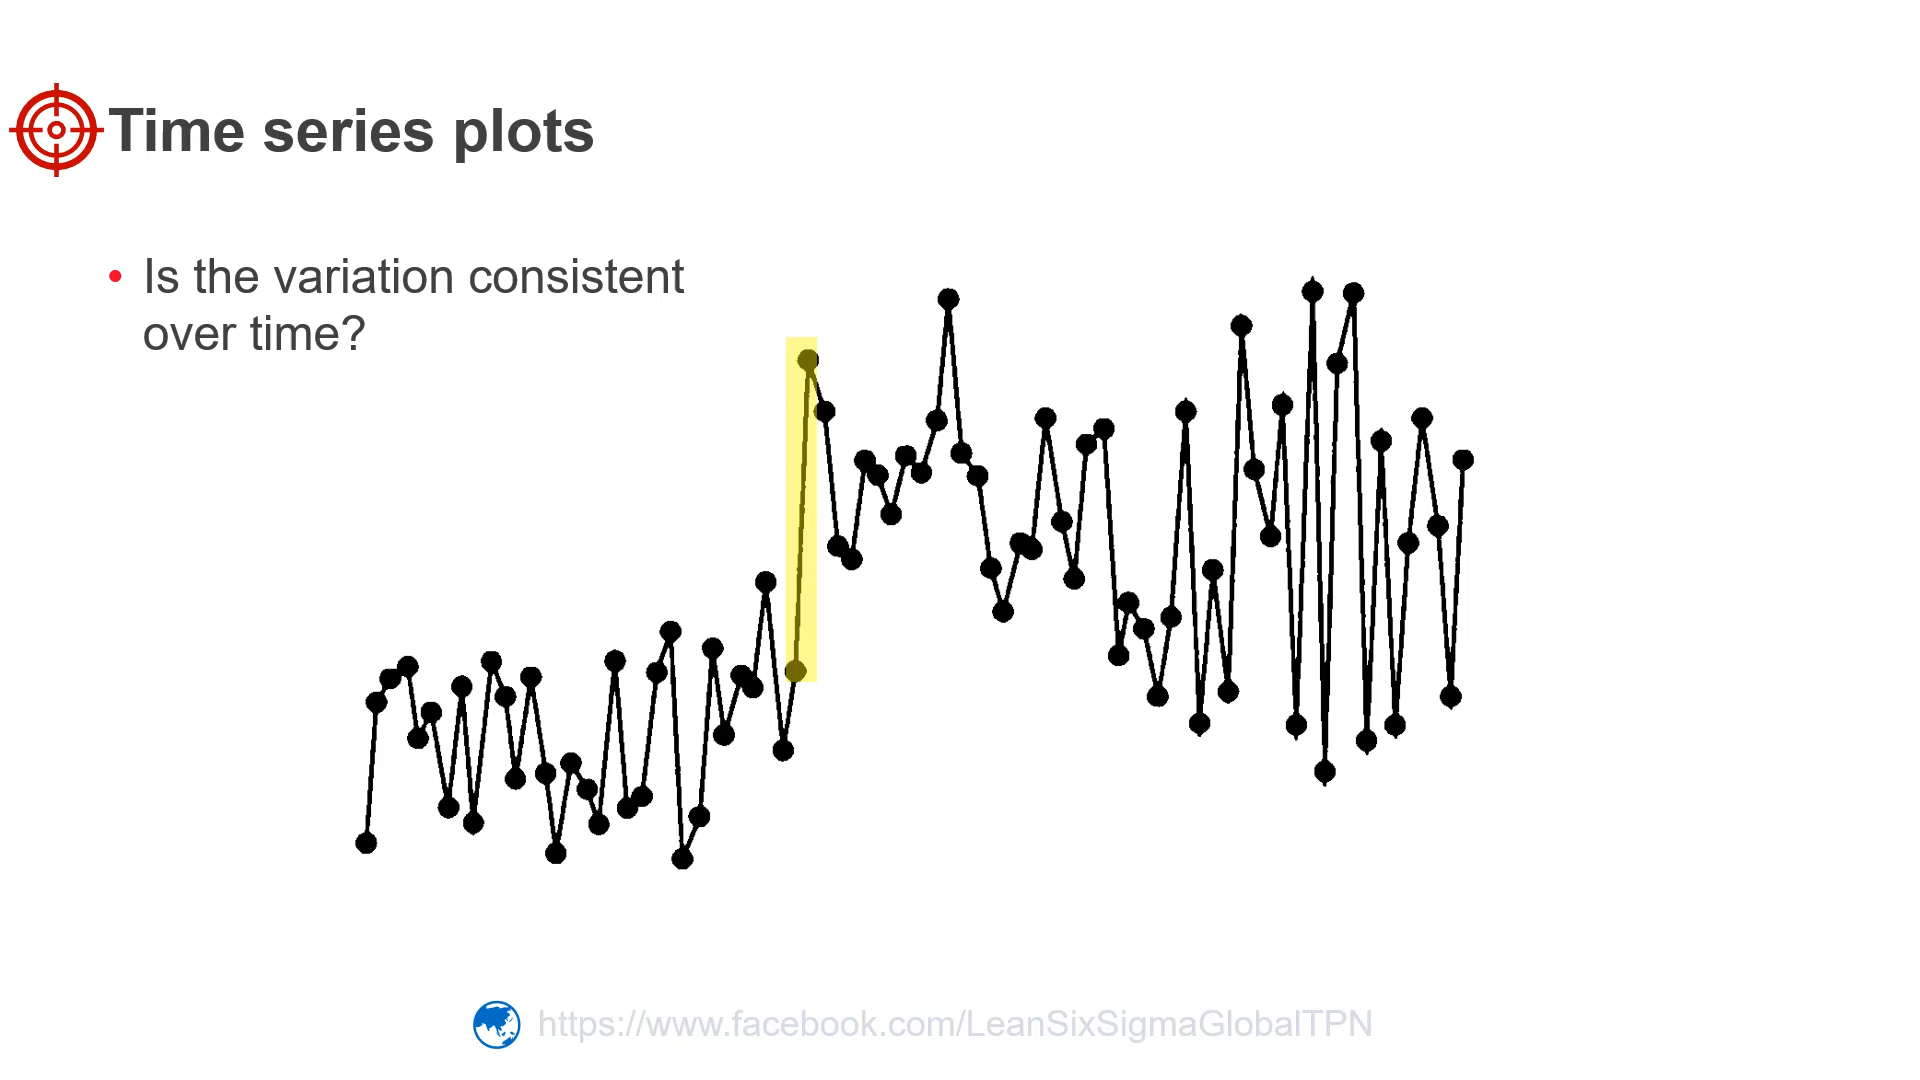 Time series plots
• Is the variation consistent
over time?
https://www.facebook.com/LeanSixSigmaGlobalTPN